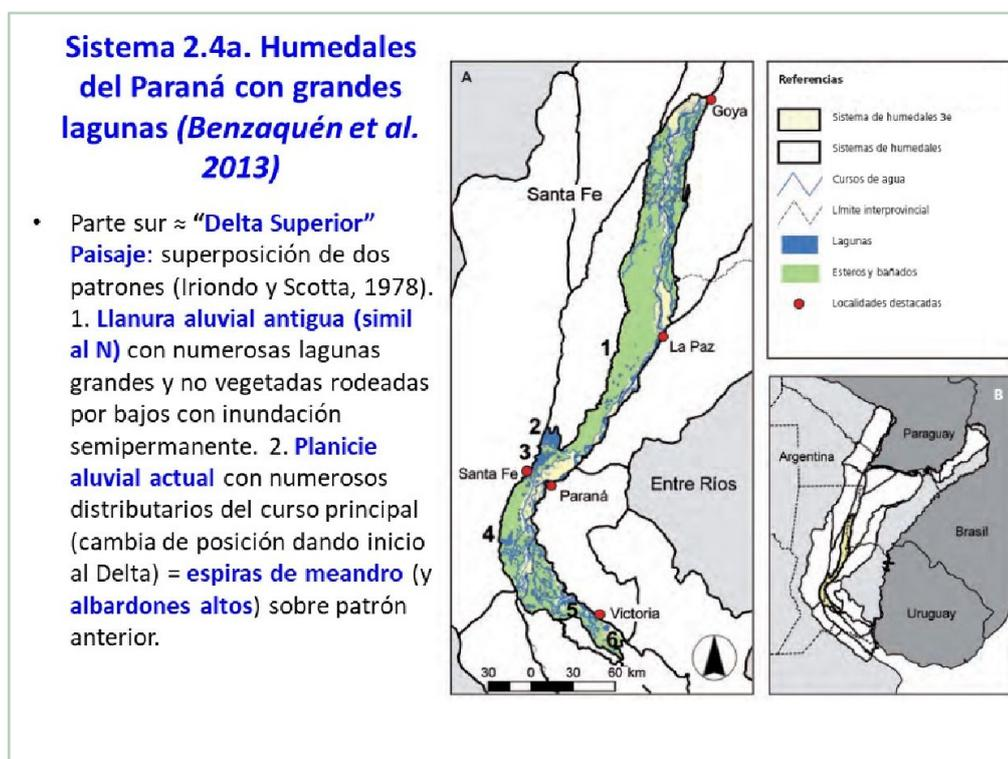 Sistema 2.4a. Humedales
del Paraná con grandes
lagunas (Benzaquén et al.
2013)
• Parte sur ≈ “Delta Superior”
Paisaje: superposición de dos
patrones (Iriondo y Scotta, 1978).
1. Llanura aluvial antigua (simil
al N) con numerosas lagunas
grandes y no vegetadas rodeadas
por bajos con inundación
semipermanente. 2. Planicie
aluvial actual con numerosos
distributarios del curso principal
(cambia de posición dando inicio
al Delta) = espiras de meandro (y
albardones altos) sobre patrón
anterior.
A
Goya
Santa Fe
1
La Paz
2
3
Santa Fe
Paraná
Entre Ríos
4
5
Victoria
6
30 0 30 60 km
Referencias
Sistema de humedales 3e
Sistemas de humedales
Cursos de agua
Límite interprovincial
Lagunas
Esteros y bañados
Localidades destacadas
B
Paraguay
Argentina
Brasil
Uruguay